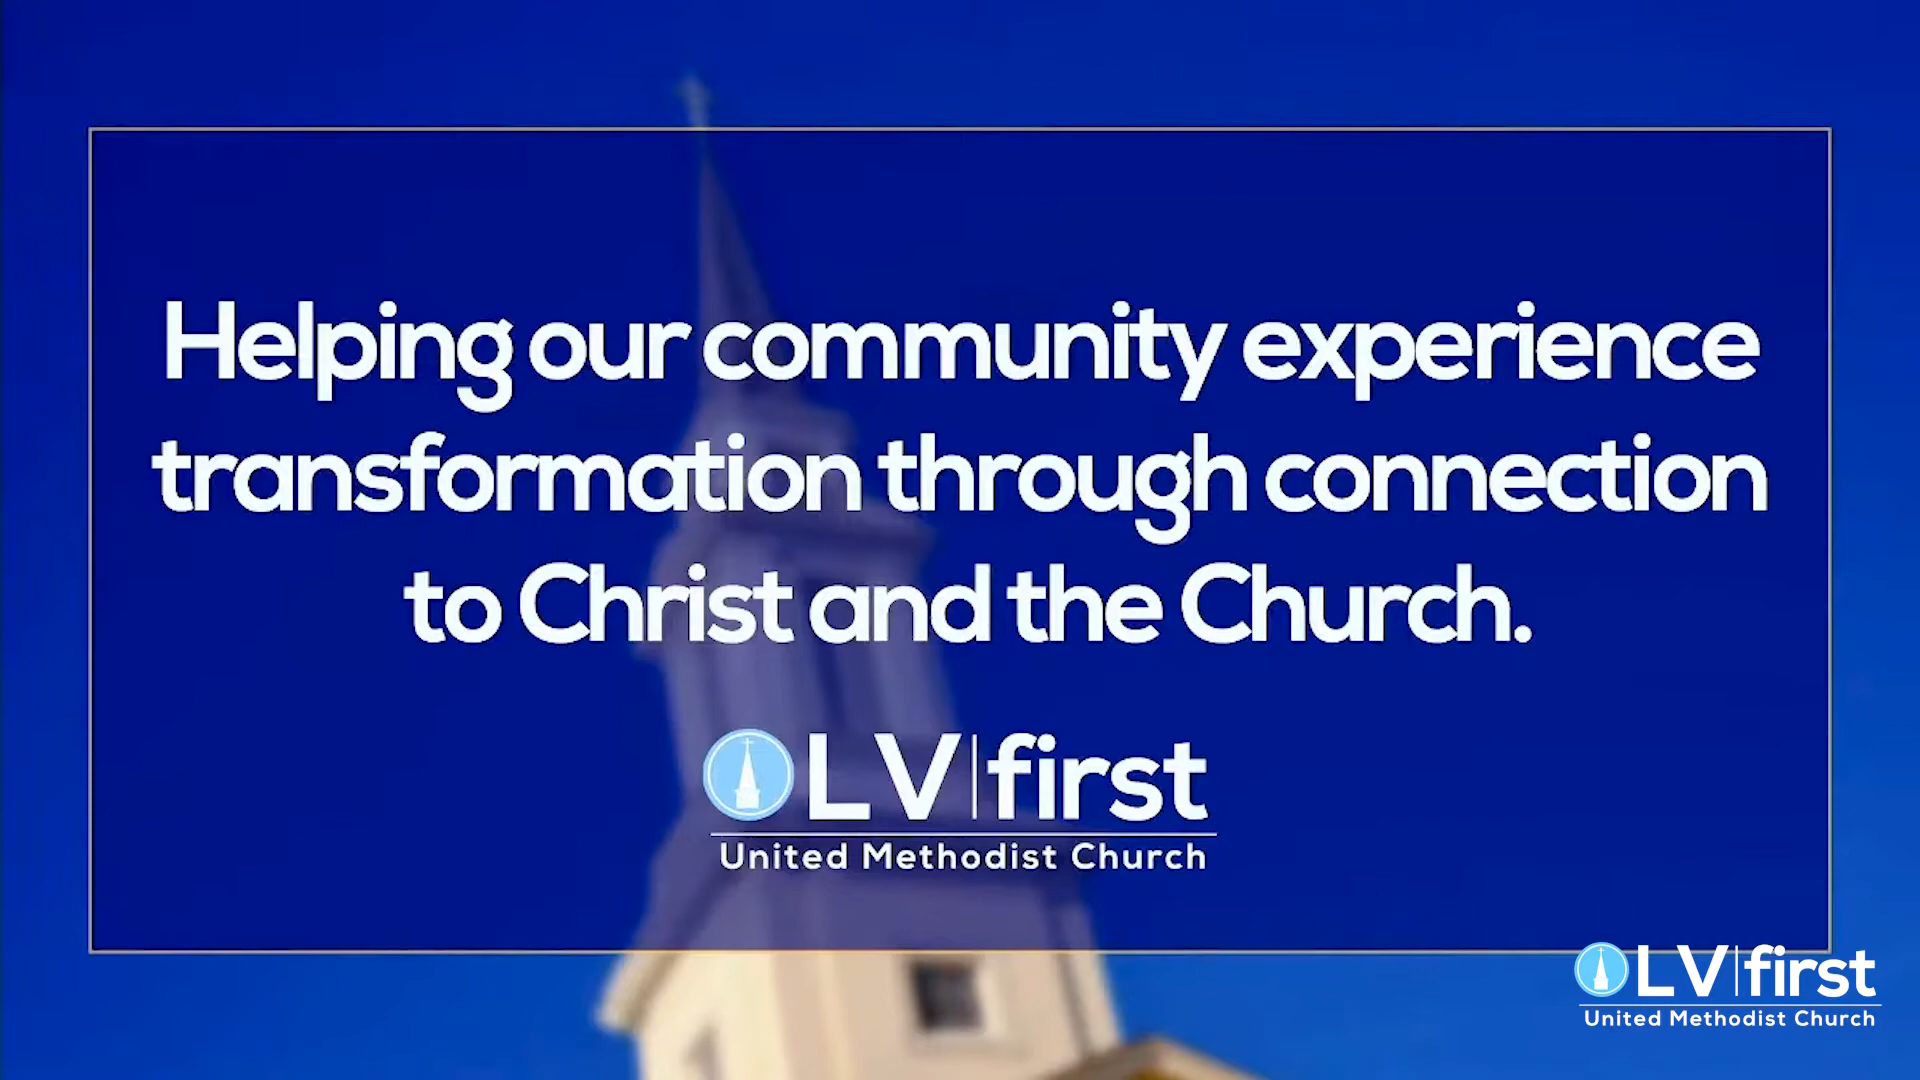 Helping our community experience
transformation through connection
to Christ and the Church.
LV|first
United Methodist Church
LV|first
United Methodist Church